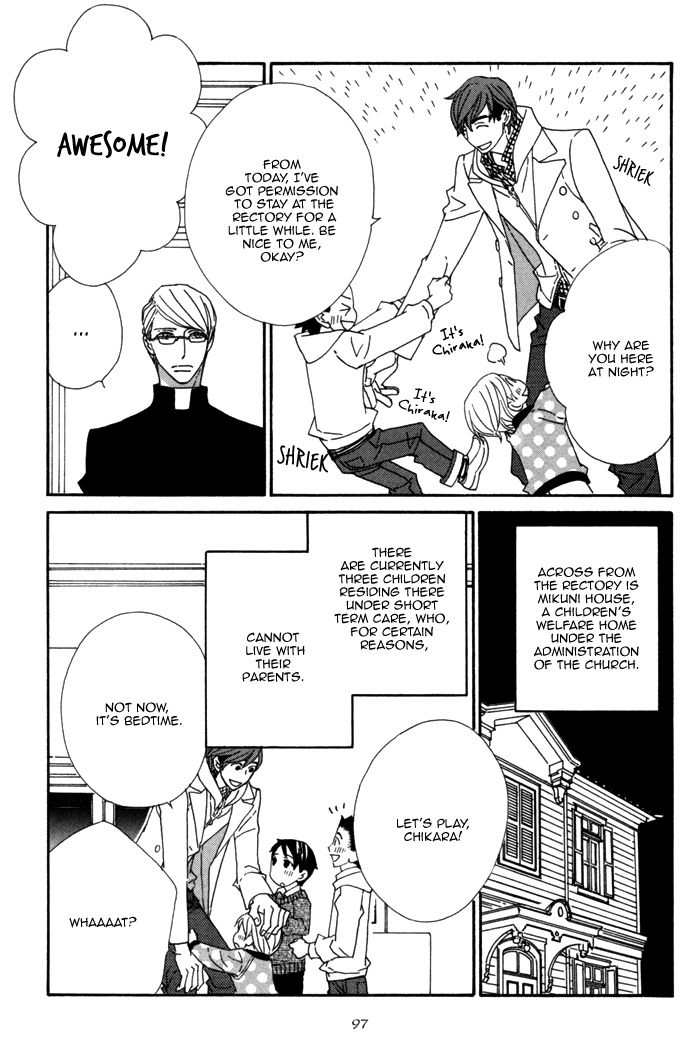 WHY ARE
YOU HERE
AT NIGHT?
SHRIEK
FROM
TODAY, I'VE
GOT PERMISSION
TO STAY AT THE
RECTORY FOR A
LITTLE WHILE. BE
NICE TO ME,
OKAY?
It's
Chiraka!
It's
Chiraka!
SHRIEK
AWESOME!
...
ACROSS FROM
THE RECTORY IS
MIKUNI HOUSE,
A CHILDREN'S
WELFARE HOME
UNDER THE
ADMINISTRATION
OF THE CHURCH.
THERE
ARE CURRENTLY
THREE CHILDREN
RESIDING THERE
UNDER SHORT
TERM CARE, WHO,
FOR CERTAIN
REASONS,
CANNOT
LIVE WITH
THEIR
PARENTS.
LET'S PLAY,
CHIKARA!
NOT NOW,
IT'S BEDTIME.
WHAAAAT?
97